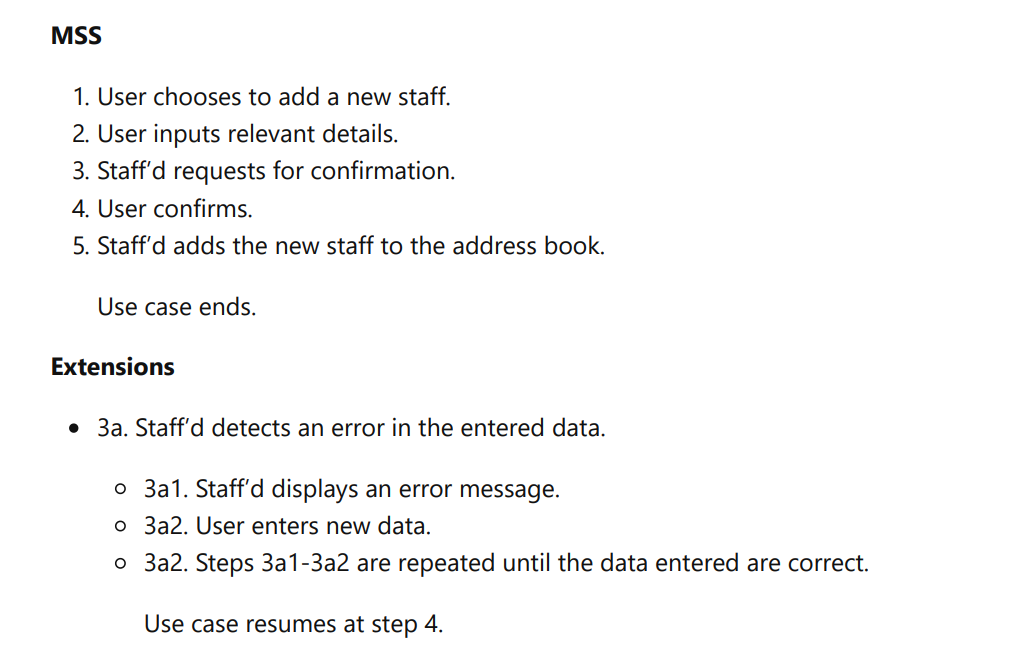 MSS
1. User chooses to add a new staff.
2. User inputs relevant details.
3. Staff’d requests for confirmation.
4. User confirms.
5. Staff’d adds the new staff to the address book.
Use case ends.
Extensions
• 3a. Staff’d detects an error in the entered data.
○ 3a1. Staff’d displays an error message.
○ 3a2. User enters new data.
○ 3a2. Steps 3a1-3a2 are repeated until the data entered are correct.
Use case resumes at step 4.